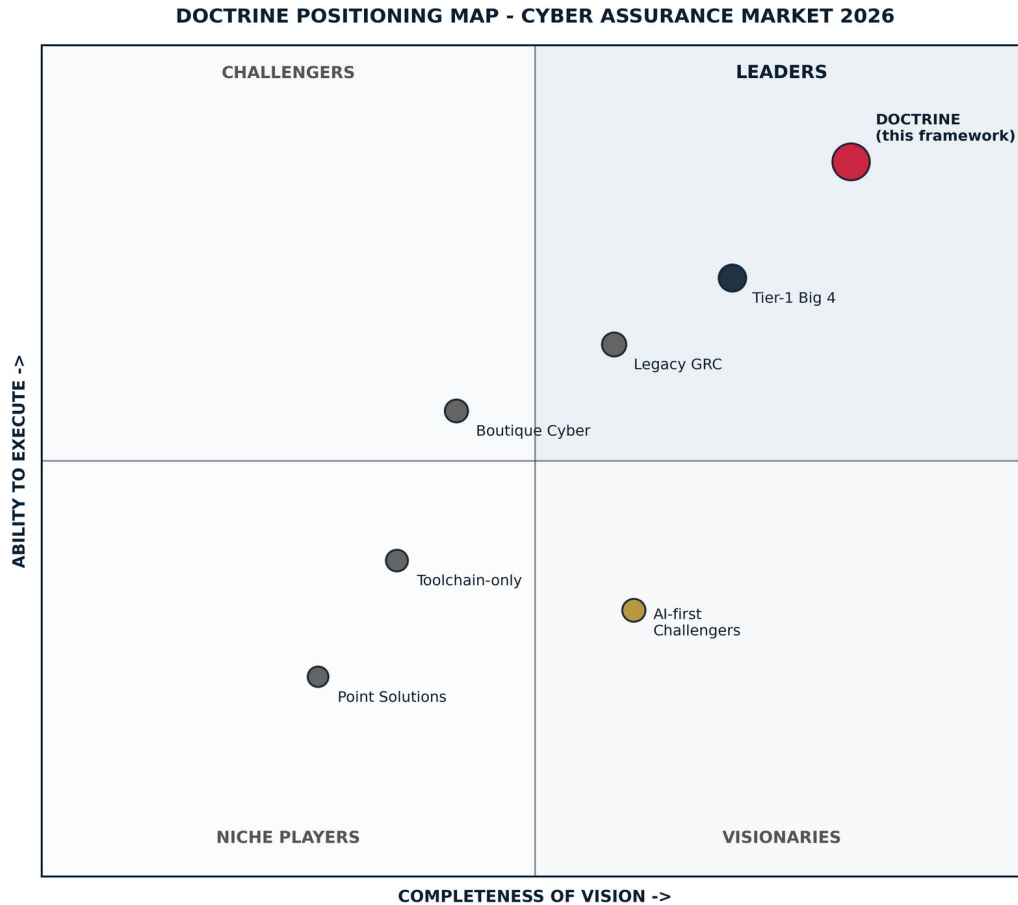 DOCTRINE POSITIONING MAP - CYBER ASSURANCE MARKET 2026
CHALLENGERS
LEADERS
DOCTRINE
(this framework)
Tier-1 Big 4
Legacy GRC
Boutique Cyber
ABILITY TO EXECUTE ->
Toolchain-only
AI-first
Challengers
Point Solutions
NICHE PLAYERS
VISIONARIES
COMPLETENESS OF VISION ->